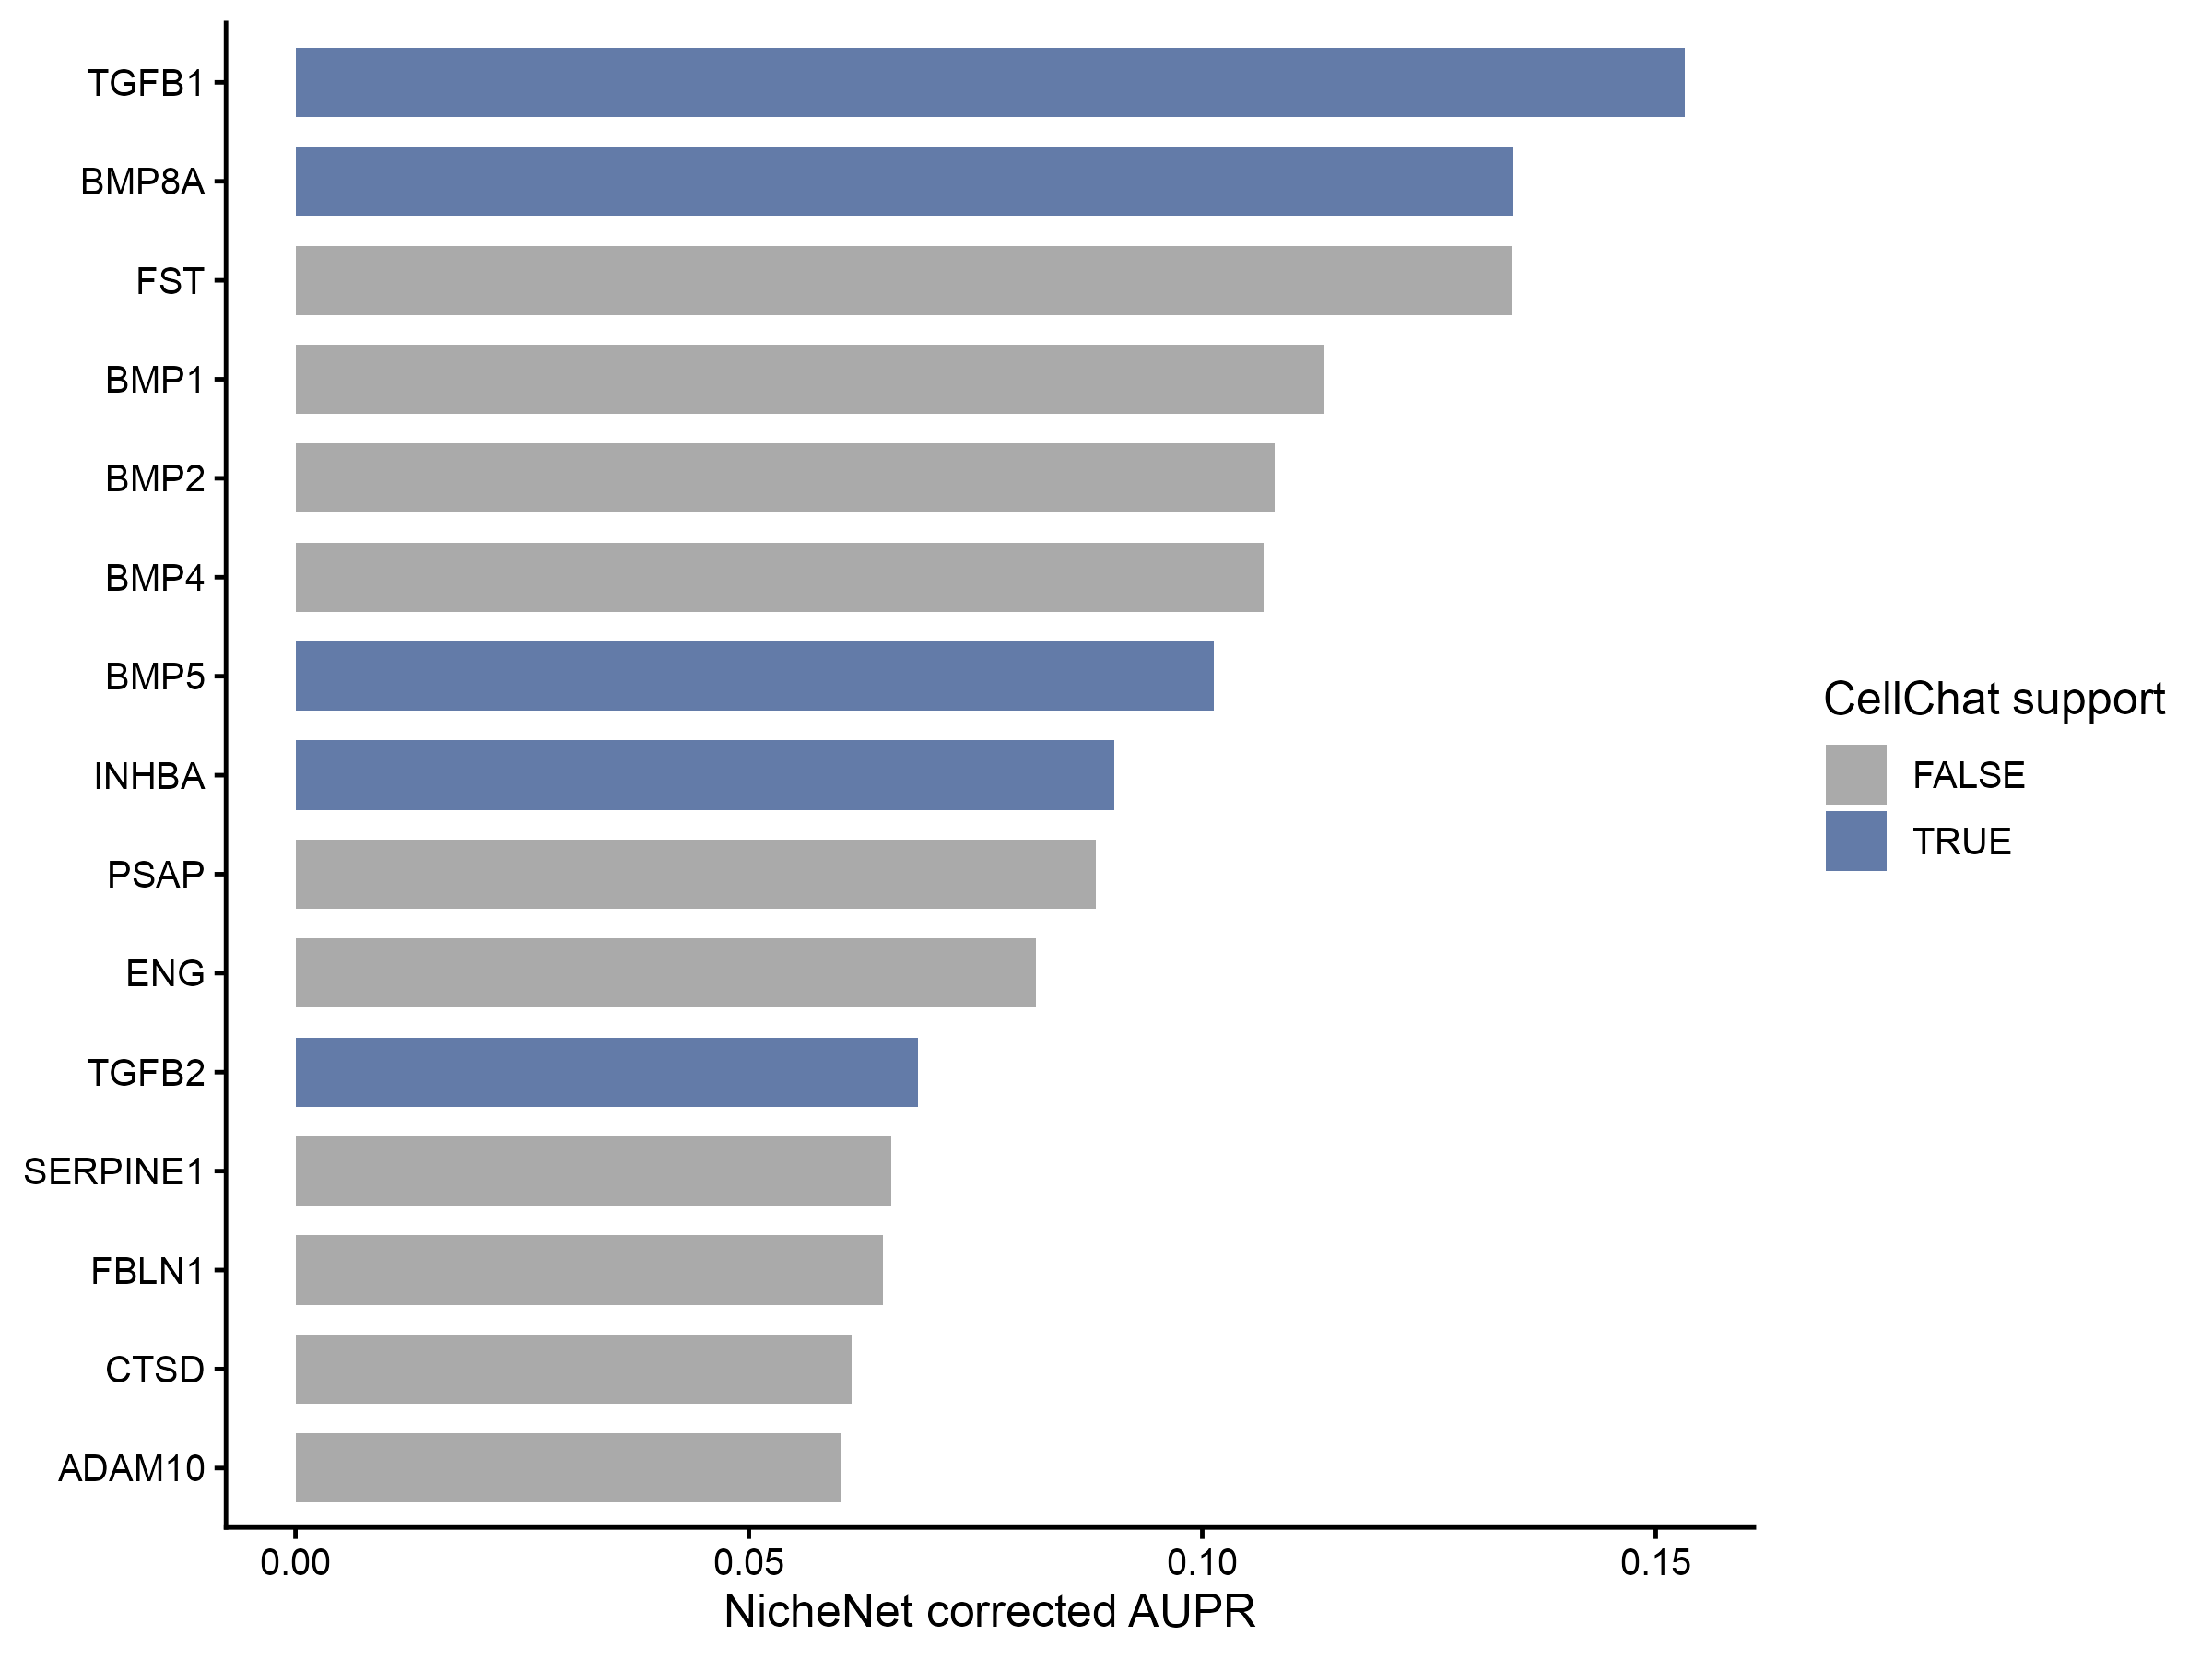 TGFB1
BMP8A
FST
BMP1
BMP2
BMP4
BMP5
INHBA
PSAP
ENG
TGFB2
SERPINE1
FBLN1
CTSD
ADAM10
0.00 0.05 0.10 0.15
NicheNet corrected AUPR
CellChat support
FALSE
TRUE